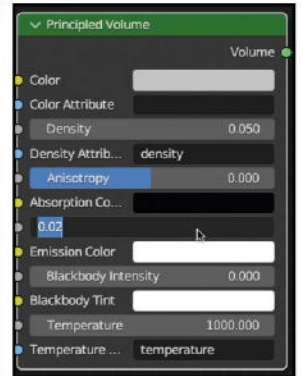 Principled Volume
Volume
Color
Color Attribute
Density 0.050
Density Attrib... density
Anisotropy 0.000
Absorption Co...
0.02
Emission Color
Blackbody Intensity 0.000
Blackbody Tint
Temperature 1000.000
Temperature ... temperature